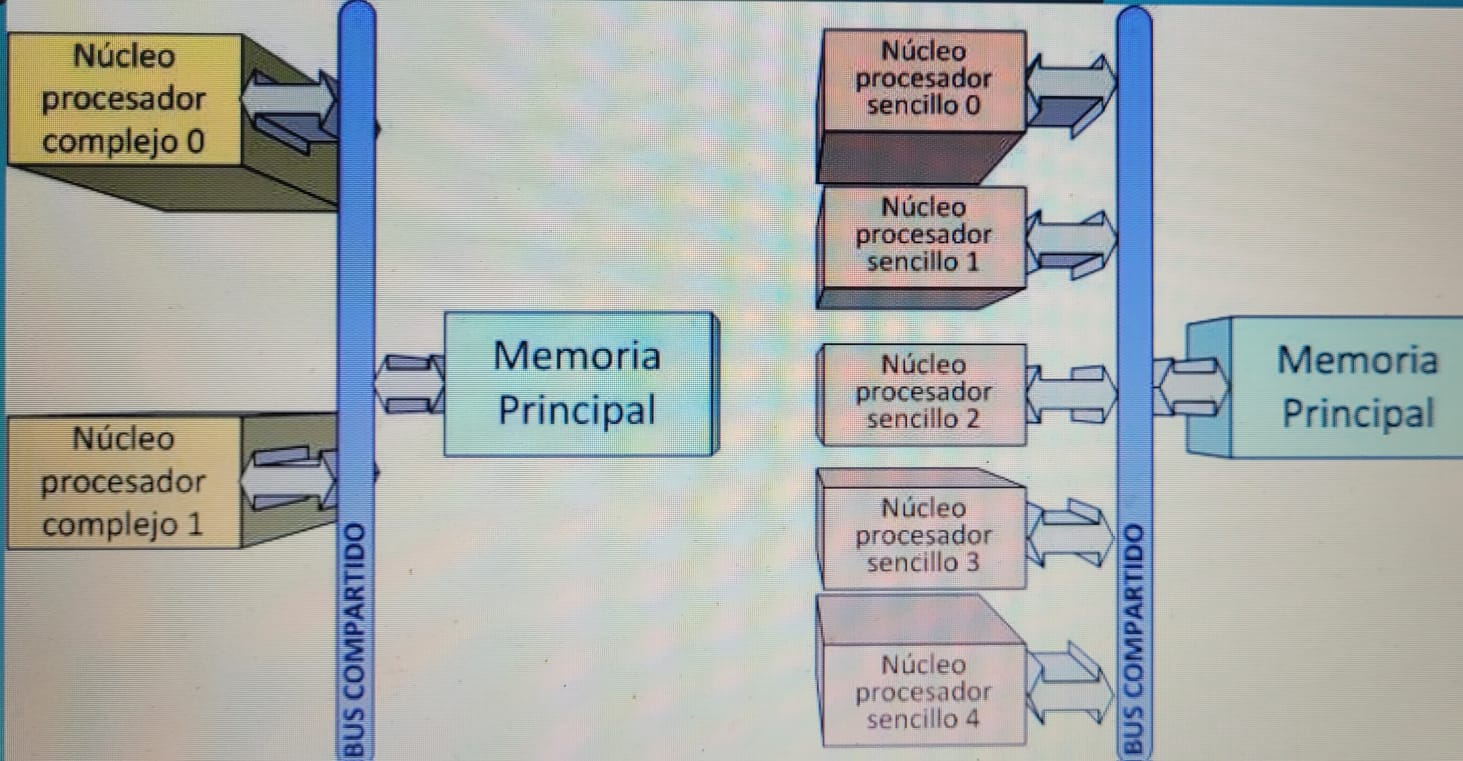 Núcleo
procesador
complejo 0
Núcleo
procesador
complejo 1
BUS COMPARTIDO
Memoria
Principal
Núcleo
procesador
sencillo 0
Núcleo
procesador
sencillo 1
Núcleo
procesador
sencillo 2
Núcleo
procesador
sencillo 3
Núcleo
procesador
sencillo 4
BUS COMPARTIDO
Memoria
Principal